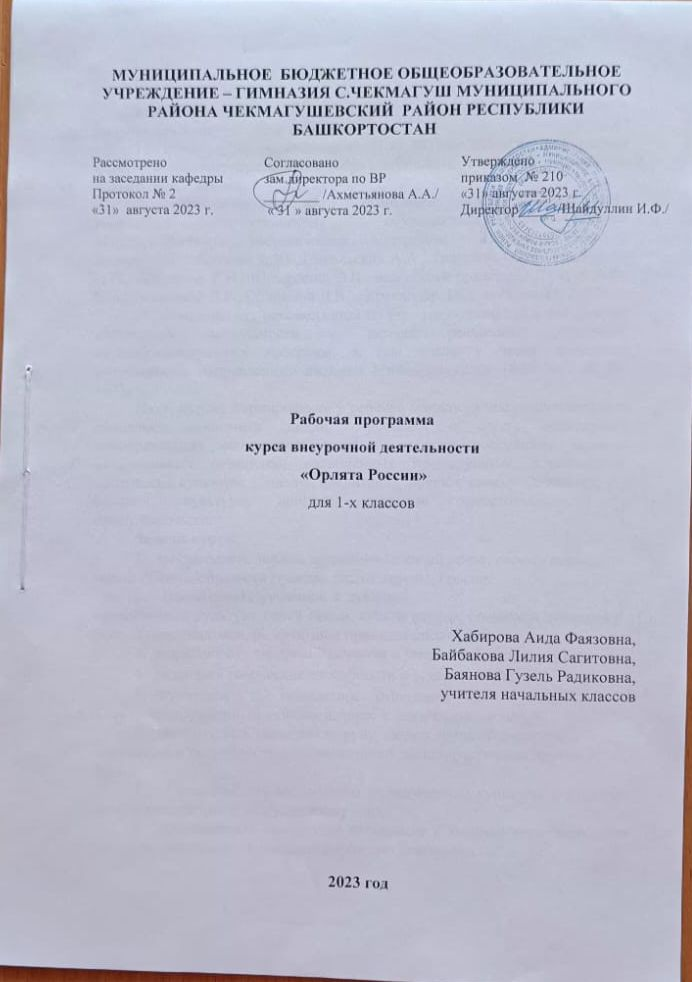 МУНИЦИПАЛЬНОЕ БЮДЖЕТНОЕ ОБЩЕОБРАЗОВАТЕЛЬНОЕ
УЧРЕЖДЕНИЕ – ГИМНАЗИЯ С.ЧЕКМАГУШ МУНИЦИПАЛЬНОГО
РАЙОНА ЧЕКМАГУШЕВСКИЙ РАЙОН РЕСПУБЛИКИ
БАШКОРТОСТАН
Рассмотрено
на заседании кафедры
Протокол № 2
«31» августа 2023 г.
Согласовано
зам.директора по ВР
/Ахметьянова А.А./
«31 » августа 2023 г.
Утверждено
приказом № 210
«31» августа 2023 г.
Директор /Шайдуллин И.Ф./
Рабочая программа
курса внеурочной деятельности
«Орлята России»
для 1-х классов
Хабирова Аида Фаязовна,
Байбакова Лилия Сагитовна,
Баянова Гузель Радиковна,
учителя начальных классов
2023 год